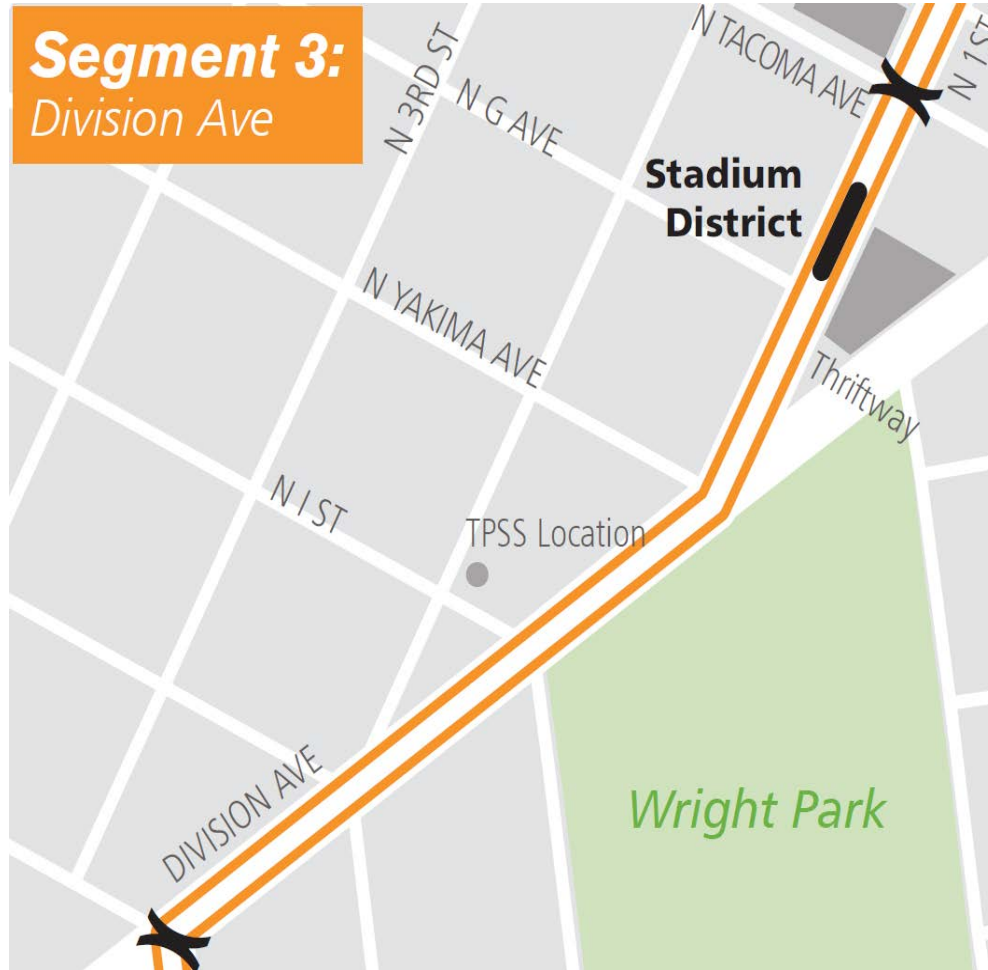 Segment 3:
Division Ave
N 3RD ST
N G AVE
N TACOMA AVE
N 1ST
Stadium
District
N YAKIMA AVE
Thriftway
N I ST
TPSS Location
DIVISION AVE
Wright Park